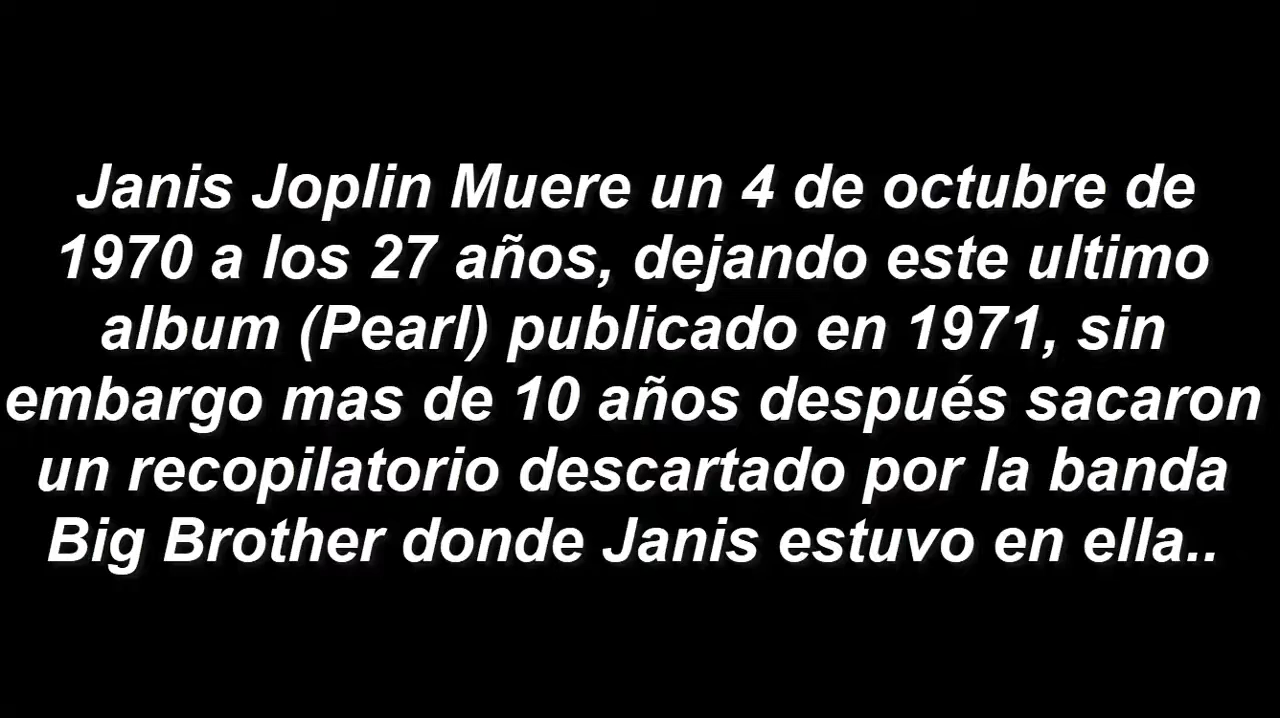 Janis Joplin Muere un 4 de octubre de
1970 a los 27 años, dejando este ultimo
album (Pearl) publicado en 1971, sin
embargo mas de 10 años después sacaron
un recopilatorio descartado por la banda
Big Brother donde Janis estuvo en ella..